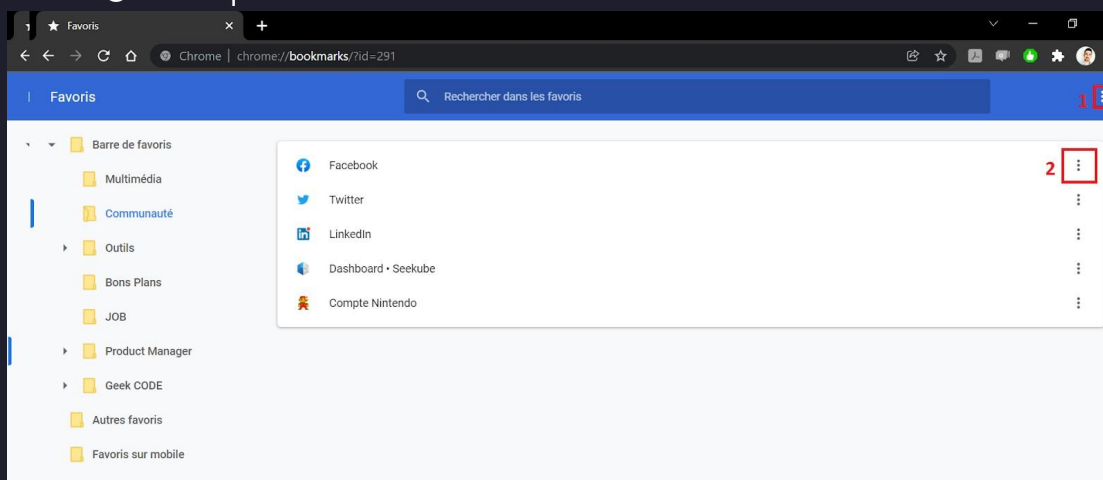 Favoris
Chrome | chrome://bookmarks/?id=291
Favoris
Rechercher dans les favoris
1
Barre de favoris
Multimédia
Communauté
Outils
Bons Plans
JOB
Product Manager
Geek CODE
Autres favoris
Favoris sur mobile
Facebook
2
Twitter
LinkedIn
Dashboard • Seekube
Compte Nintendo